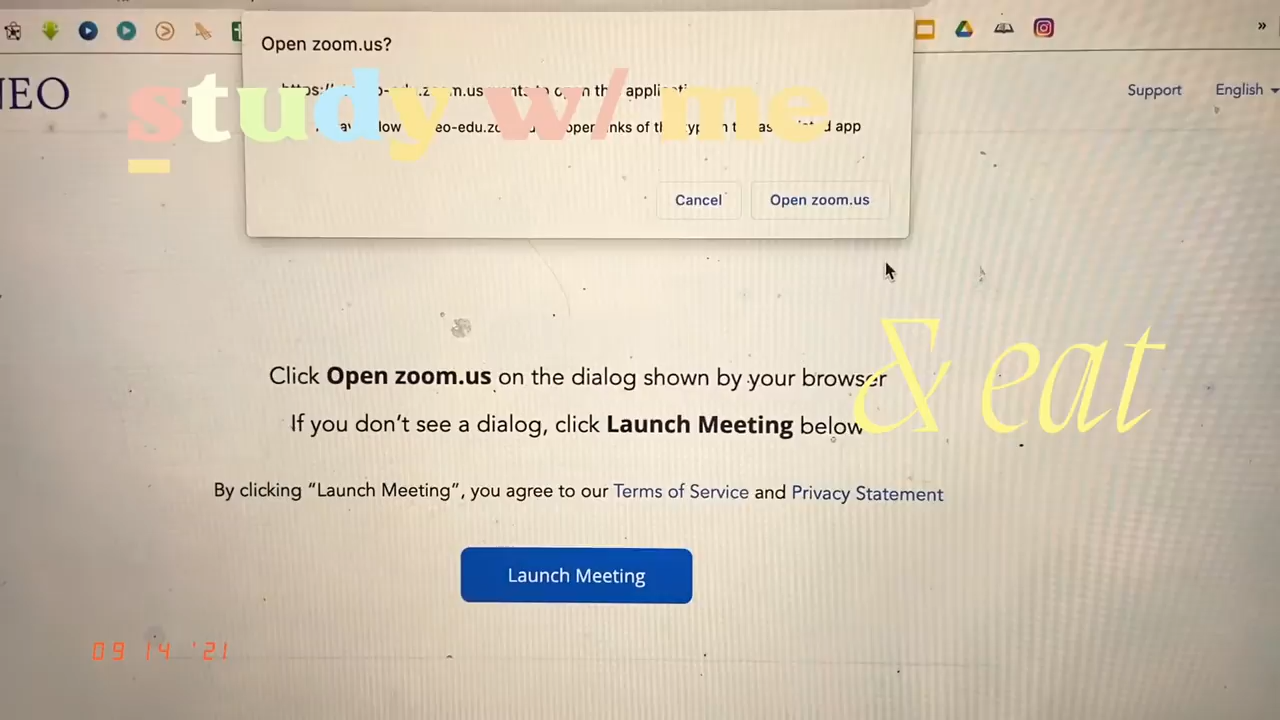 Open zoom.us?
NEO
Support
English
study w/ me
app
Cancel
Open zoom.us
& eat
Click Open zoom.us on the dialog shown by your browser
If you don't see a dialog, click Launch Meeting below
By clicking “Launch Meeting”, you agree to our Terms of Service and Privacy Statement
Launch Meeting
09 14 '21